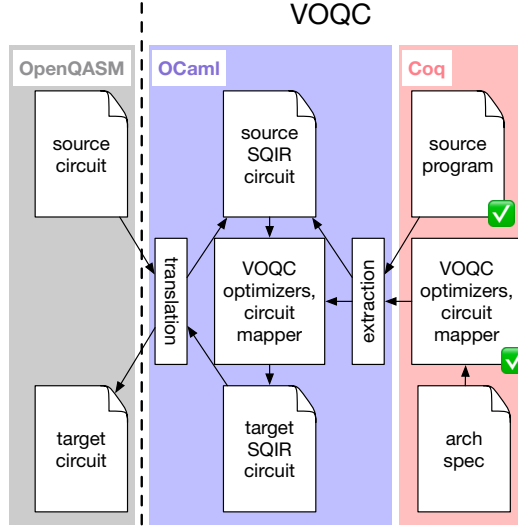 VOQC
OpenQASM
OCaml
Coq
source
circuit
source
SQIR
circuit
source
program
translation
VOQC
optimizers,
circuit
mapper
extraction
VOQC
optimizers,
circuit
mapper
target
circuit
target
SQIR
circuit
arch
spec